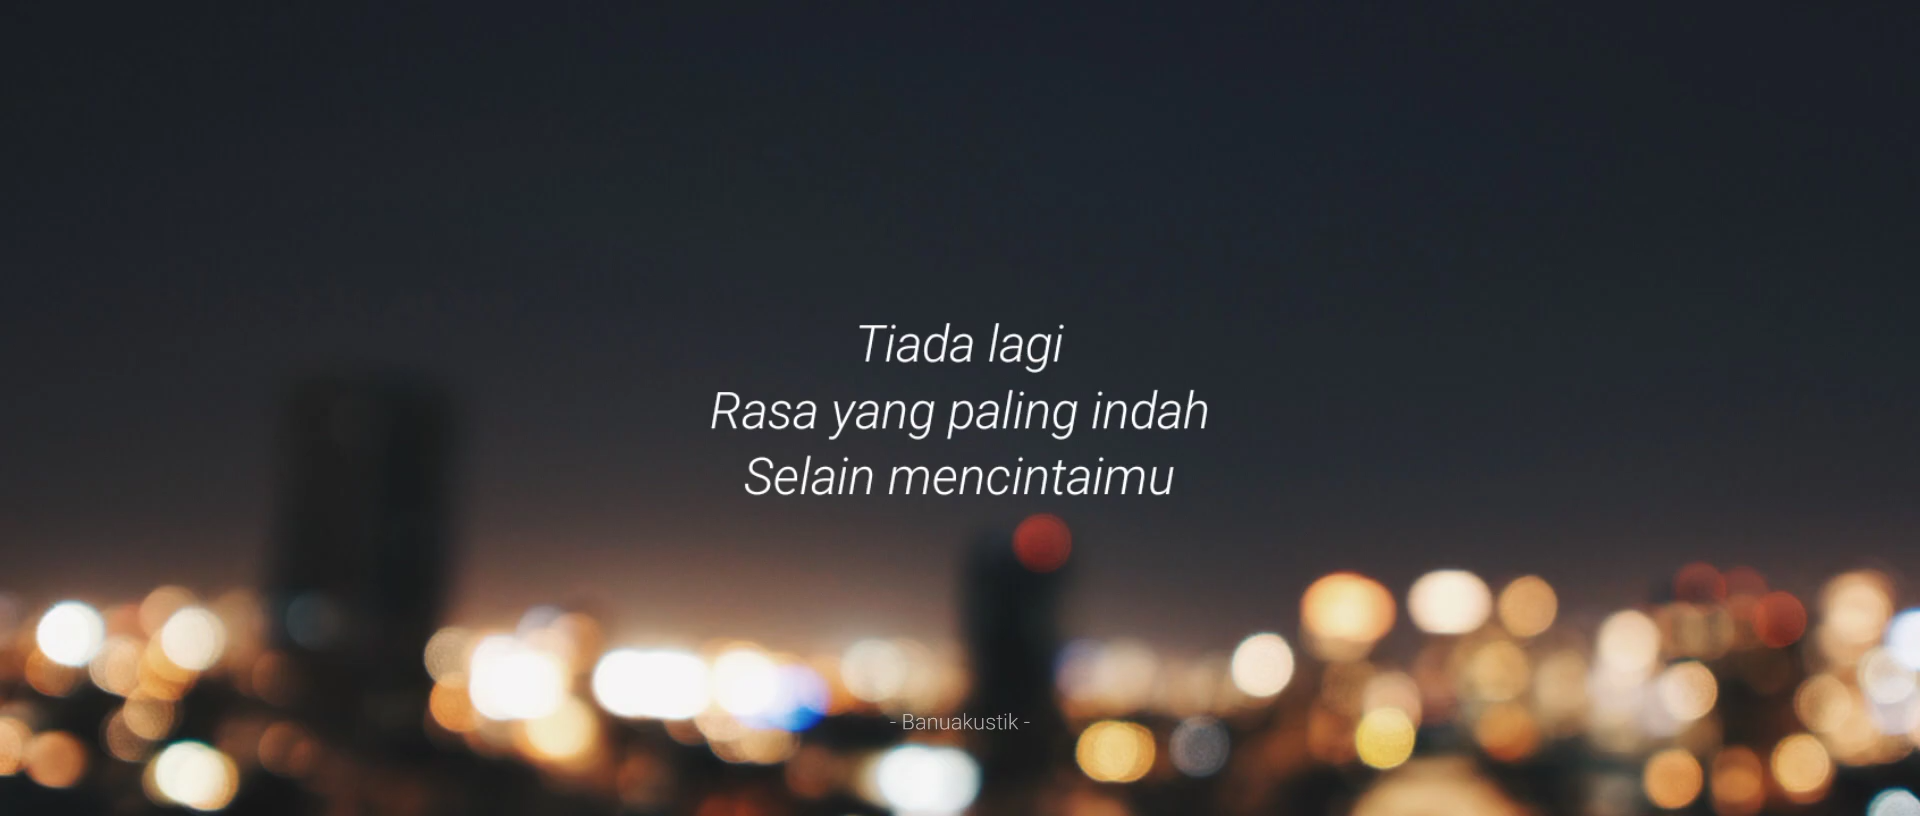 Tiada lagi
Rasa yang paling indah
Selain mencintaimu
- Banuakustik -